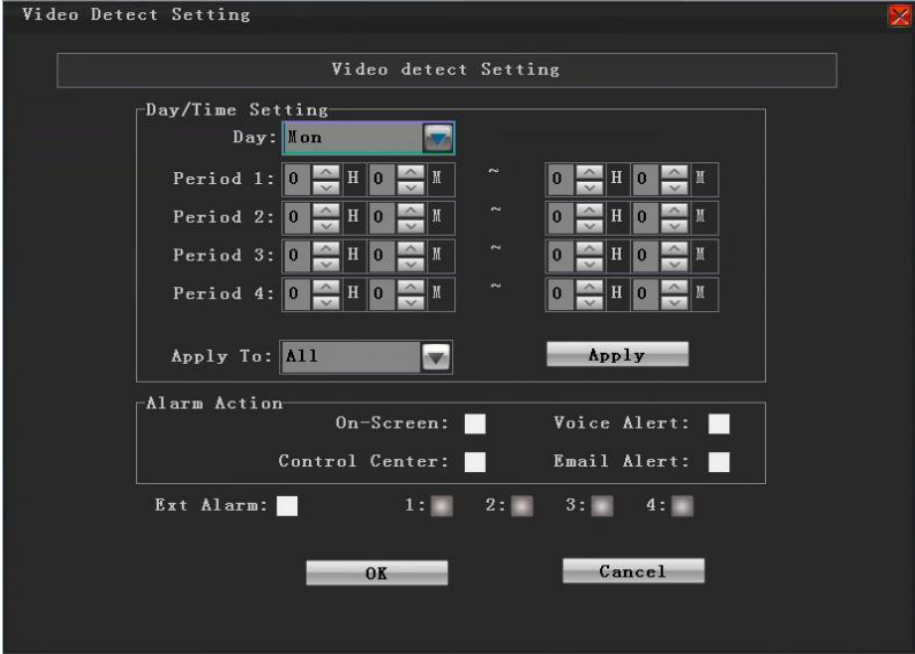 Video Detect Setting
Video detect Setting
Day/Time Setting
Day: Mon
Period 1: 0 H 0 M ~ 0 H 0 M
Period 2: 0 H 0 M ~ 0 H 0 M
Period 3: 0 H 0 M ~ 0 H 0 M
Period 4: 0 H 0 M ~ 0 H 0 M
Apply To: All Apply
Alarm Action
On-Screen: Voice Alert:
Control Center: Email Alert:
Ext Alarm: 1: 2: 3: 4:
OK Cancel